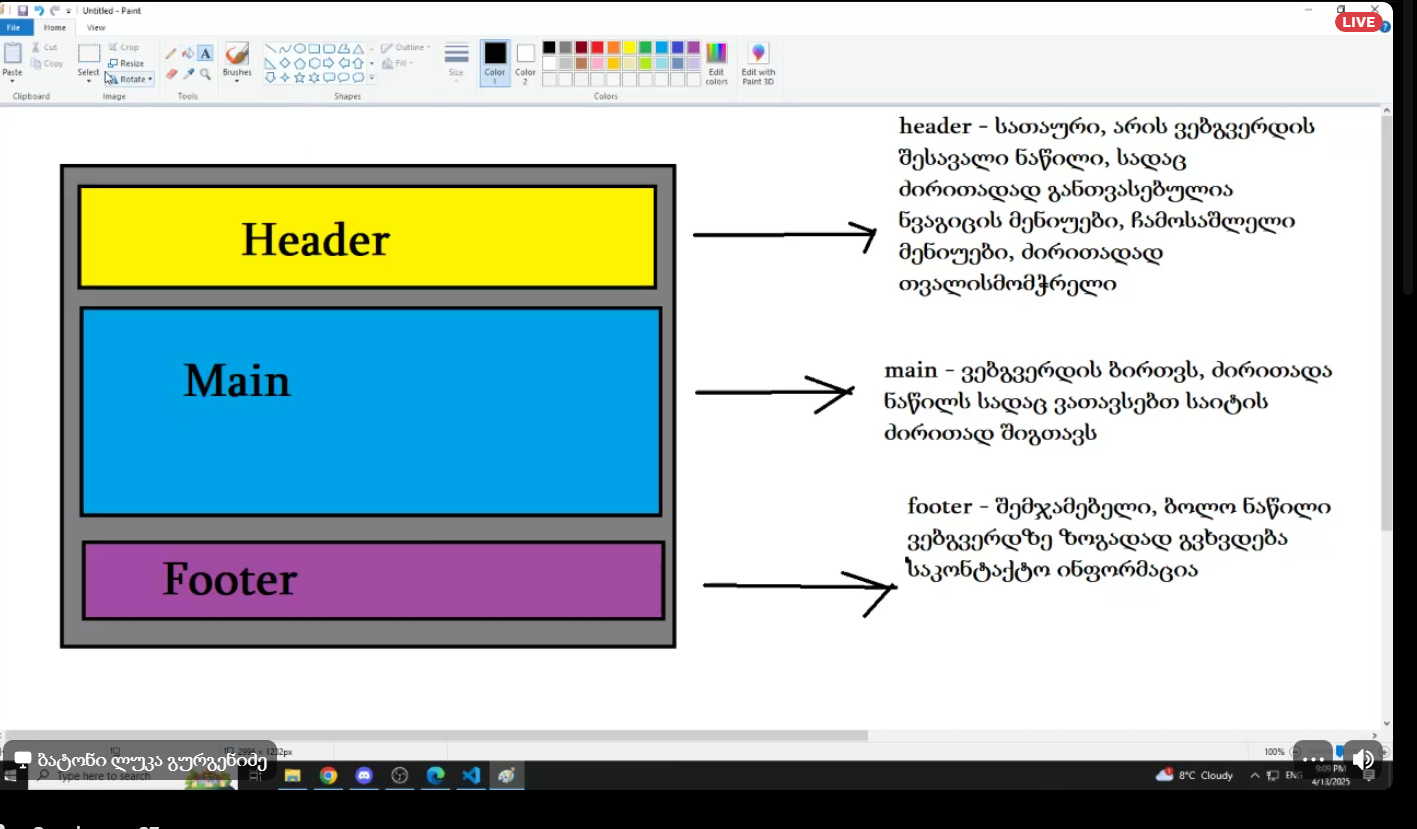 Untitled - Paint
LIVE
File
Home
View
Paste
Cut
Copy
Clipboard
Select
Crop
Resize
Rotate
Image
Tools
Brushes
Shapes
Outline
Fill
Size
Color 1
Color 2
Colors
Edit colors
Edit with Paint 3D
Header
Main
Footer
header - სათაური, არის ვებგვერდის
შესავალი ნაწილი, სადაც
ძირითადად განთვასებულია
ნვაგიცის მენიუები, ჩამოსაშლელი
მენიუები, ძირითადად
თვალისმომჭრელი
main - ვებგვერდის ბირთვს, ძირითადა
ნაწილს სადაც ვათავსებთ საიტის
ძირითად შიგთავს
footer - შემჯამებელი, ბოლო ნაწილი
ვებგვერდზე ზოგადად გვხვდება
საკონტაქტო ინფორმაცია
100%
ბატონი ლუკა გურგენიძე
Type here to search
8°C Cloudy
ENG
9:09 PM
4/13/2025